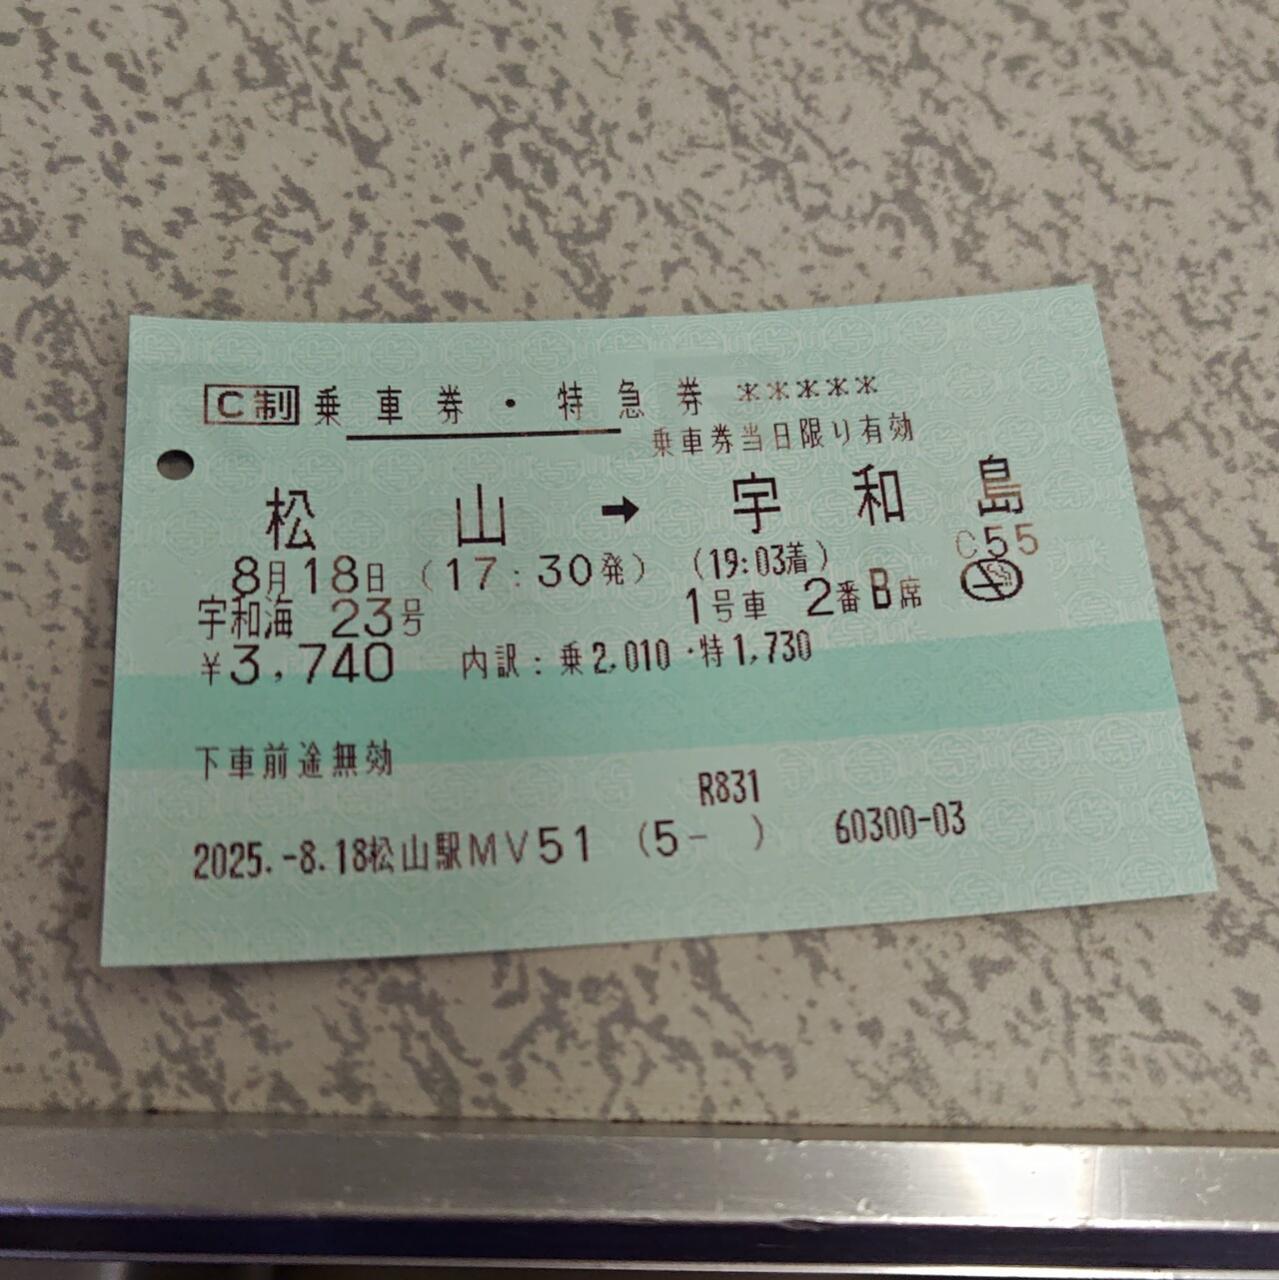 C制 乗車券・特急券 *****
乗車券当日限り有効
松山 → 宇和島
C55
8月18日 (17:30発) (19:03着)
宇和海 23号 1号車 2番B席
¥3,740 内訳:乗2,010・特1,730
下車前途無効
R831
2025.-8.18松山駅MV51 (5- ) 60300-03